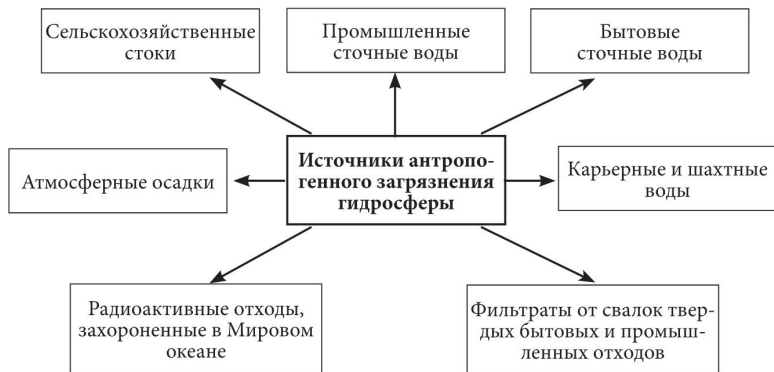 Сельскохозяйственные
стоки
Промышленные
сточные воды
Бытовые
сточные воды
Атмосферные осадки
Источники антропо-
генного загрязнения
гидросферы
Карьерные и шахтные
воды
Радиоактивные отходы,
захороненные в Мировом
океане
Фильтраты от свалок твер-
дых бытовых и промыш-
ленных отходов